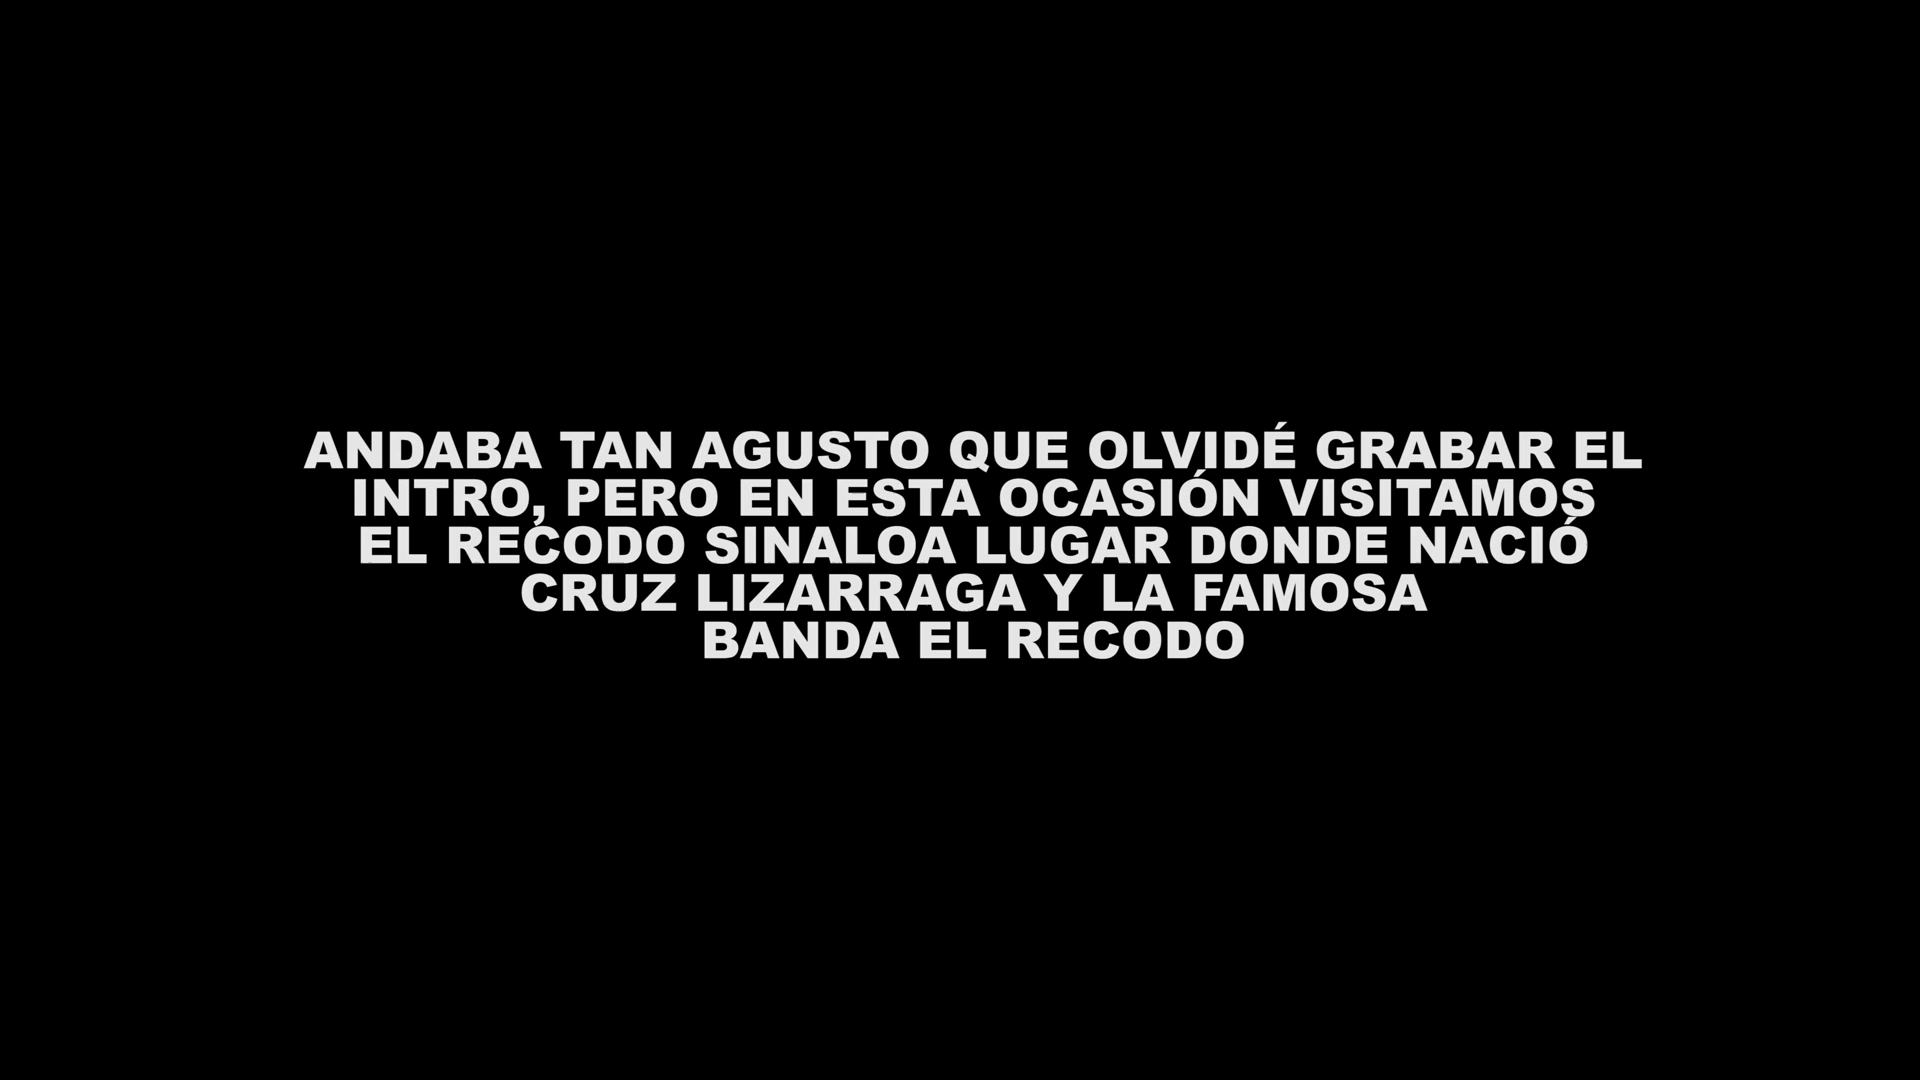 ANDABA TAN AGUSTO QUE OLVIDÉ GRABAR EL
INTRO, PERO EN ESTA OCASIÓN VISITAMOS
EL RECODO SINALOA LUGAR DONDE NACIÓ
CRUZ LIZARRAGA Y LA FAMOSA
BANDA EL RECODO